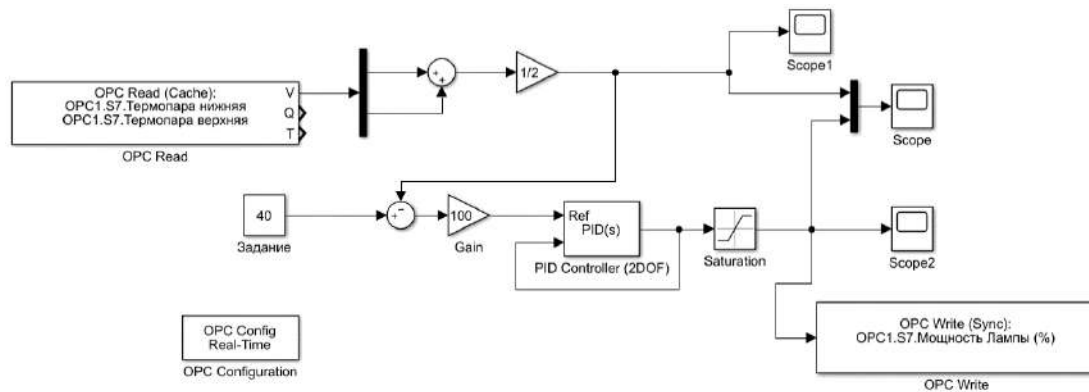 Scope1
1/2
OPC Read (Cache):
OPC1.S7.Термопара нижняя
OPC1.S7.Термопара верхняя
V
Q
T
OPC Read
Scope
40
Задание
100
Gain
Ref
PID(s)
PID Controller (2DOF)
Saturation
Scope2
OPC Config
Real-Time
OPC Configuration
OPC Write (Sync):
OPC1.S7.Мощность Лампы (%)
OPC Write